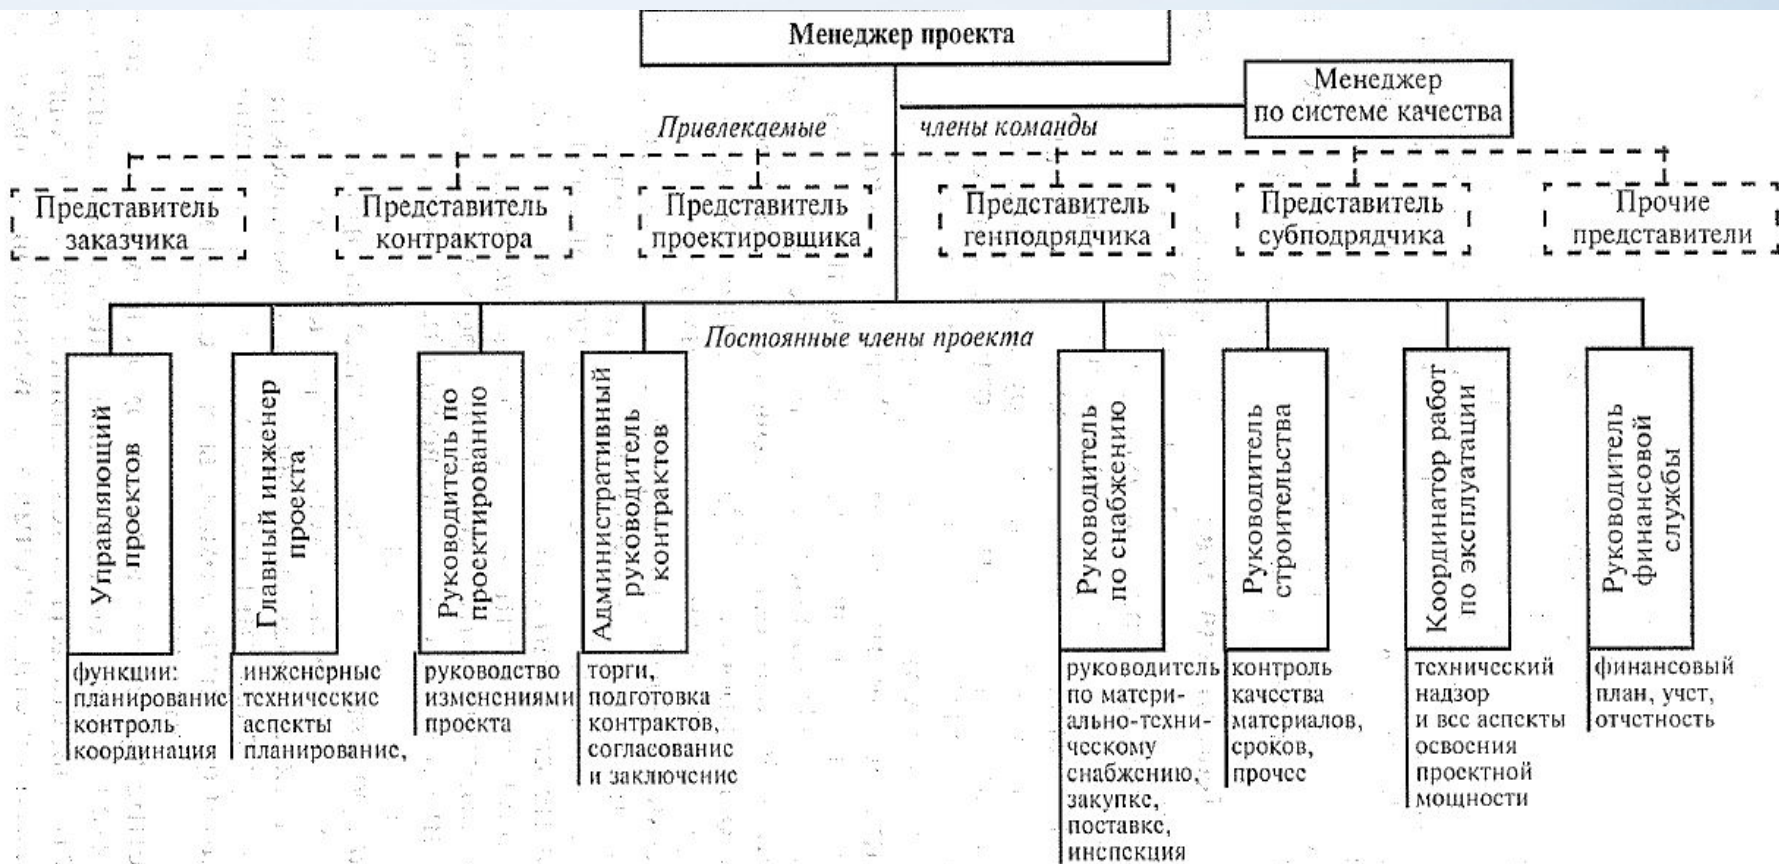 Менеджер проекта
Менеджер
по системе качества
Привлекаемые члены команды
Представитель
заказчика
Представитель
контрактора
Представитель
проектировщика
Представитель
генподрядчика
Представитель
субподрядчика
Прочие
представители
Постоянные члены проекта
Управляющий
проектов
Главный инженер
проекта
Руководитель по
проектированию
Административный
руководитель
контрактов
Руководитель
по снабжению
Руководитель
строительства
Координатор работ
по эксплуатации
Руководитель
финансовой
службы
функции:
планирование
контроль
координация
инженерные
технические
аспекты
планирование,
руководство
изменениями
проекта
торги,
подготовка
контрактов,
согласование
и заключение
руководитель
по матери-
ально-техни-
ческому
снабжению,
закупке,
поставке,
инспекция
контроль
качества
материалов,
сроков,
прочее
технический
надзор
и все аспекты
освоения
проектной
мощности
финансовый
план, учет,
отчетность